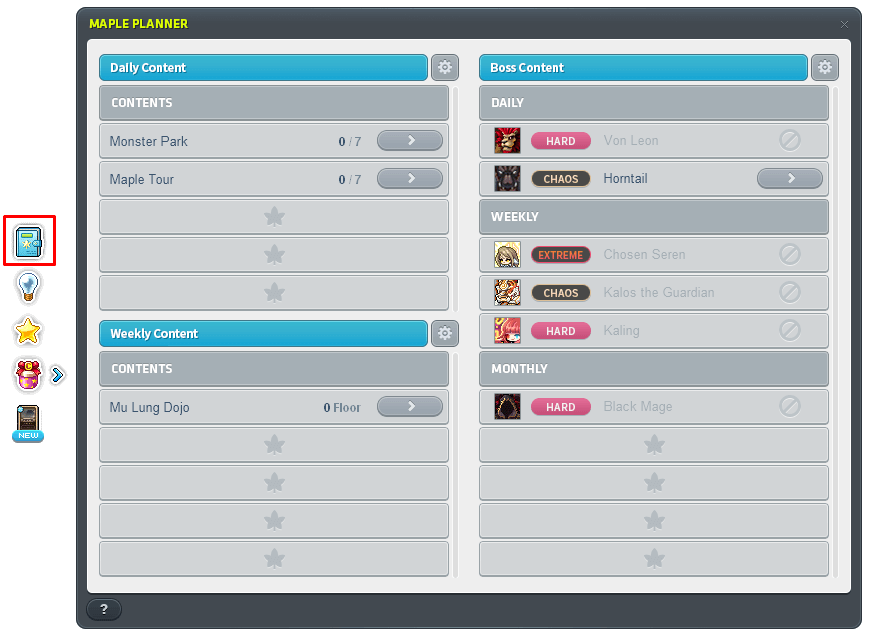 MAPLE PLANNER
Daily Content
CONTENTS
Monster Park 0 / 7
Maple Tour 0 / 7
Weekly Content
CONTENTS
Mu Lung Dojo 0 Floor
Boss Content
DAILY
HARD Von Leon
CHAOS Horntail
WEEKLY
EXTREME Chosen Seren
CHAOS Kalos the Guardian
HARD Kaling
MONTHLY
HARD Black Mage
NEW
?